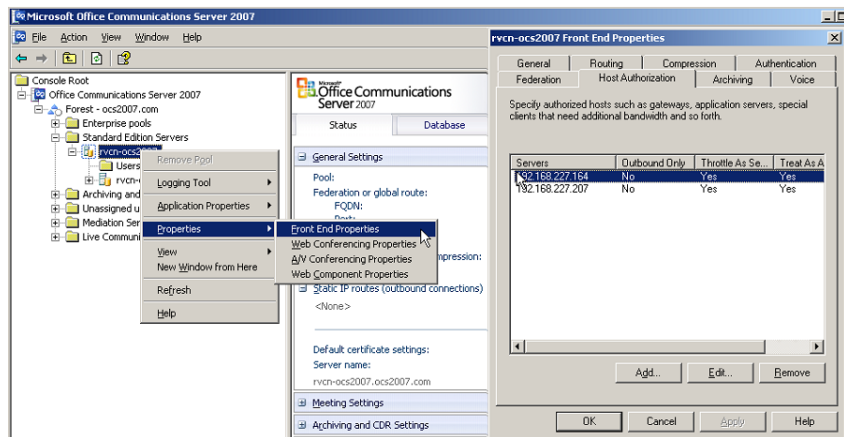 Microsoft Office Communications Server 2007
File Action View Window Help
Console Root
Office Communications Server 2007
Forest - ocs2007.com
Enterprise pools
Standard Edition Servers
rvcn-ocs2
Users
rvcn-
Archiving and
Unassigned u
Mediation Ser
Live Communi
Remove Pool
Logging Tool
Application Properties
Properties
View
New Window from Here
Refresh
Help
Front End Properties
Web Conferencing Properties
A/V Conferencing Properties
Web Component Properties
Microsoft
Office Communications
Server 2007
Status Database
General Settings
Pool:
Federation or global route:
FQDN:
mpression:
Static IP routes (outbound connections)
<None>
Default certificate settings:
Server name:
rvcn-ocs2007.ocs2007.com
Meeting Settings
Archiving and CDR Settings
rvcn-ocs2007 Front End Properties
General Routing Compression Authentication
Federation Host Authorization Archiving Voice
Specify authorized hosts such as gateways, application servers, special
clients that need additional bandwidth and so forth.
Servers Outbound Only Throttle As Se... Treat As A
192.168.227.164 No Yes Yes
192.168.227.207 No Yes Yes
Add... Edit... Remove
OK Cancel Apply Help